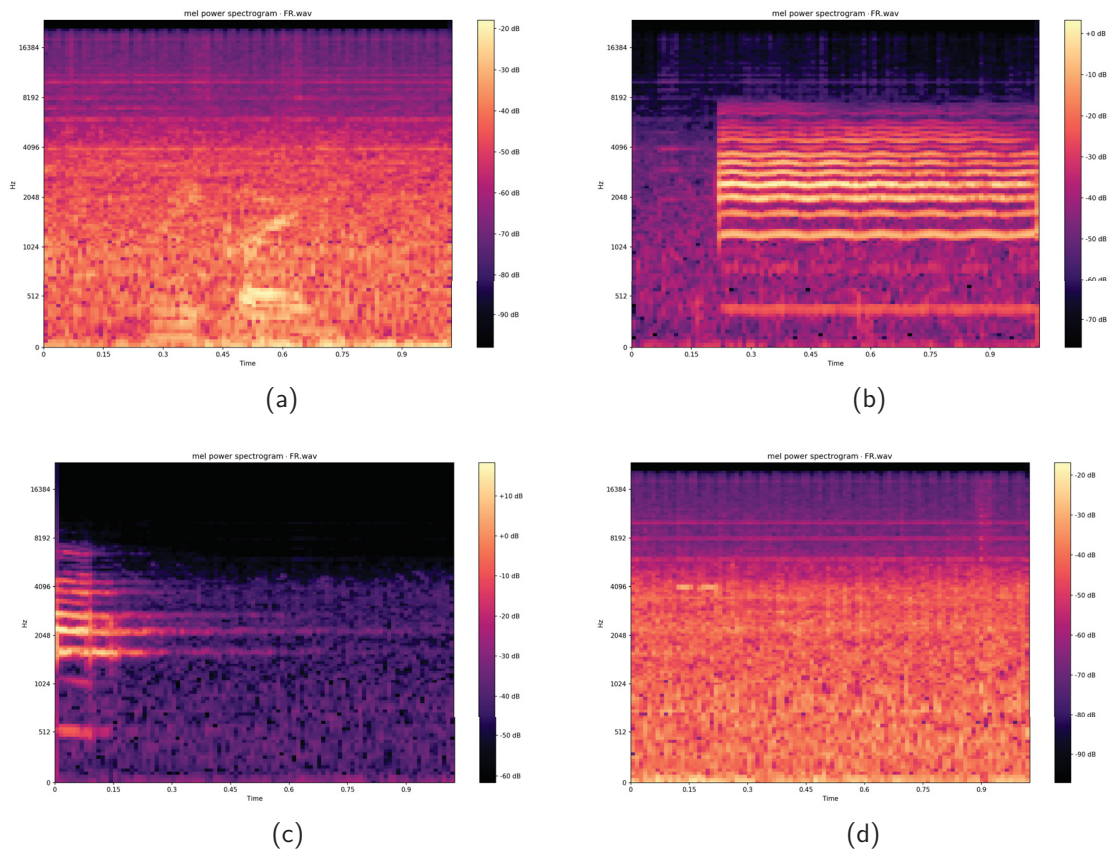 mel power spectrogram · FR.wav
16384
8192
4096
2048
1024
512
0
Hz
0
0.15
0.3
0.45
0.6
0.75
0.9
Time
-20 dB
-30 dB
-40 dB
-50 dB
-60 dB
-70 dB
-80 dB
-90 dB
(a)
mel power spectrogram · FR.wav
16384
8192
4096
2048
1024
512
0
Hz
0
0.15
0.3
0.45
0.6
0.75
0.9
Time
+0 dB
-10 dB
-20 dB
-30 dB
-40 dB
-50 dB
-60 dB
-70 dB
(b)
mel power spectrogram · FR.wav
16384
8192
4096
2048
1024
512
0
Hz
0
0.15
0.3
0.45
0.6
0.75
0.9
Time
+10 dB
+0 dB
-10 dB
-20 dB
-30 dB
-40 dB
-50 dB
-60 dB
(c)
mel power spectrogram · FR.wav
16384
8192
4096
2048
1024
512
0
Hz
0
0.15
0.3
0.45
0.6
0.75
0.9
Time
-20 dB
-30 dB
-40 dB
-50 dB
-60 dB
-70 dB
-80 dB
-90 dB
(d)